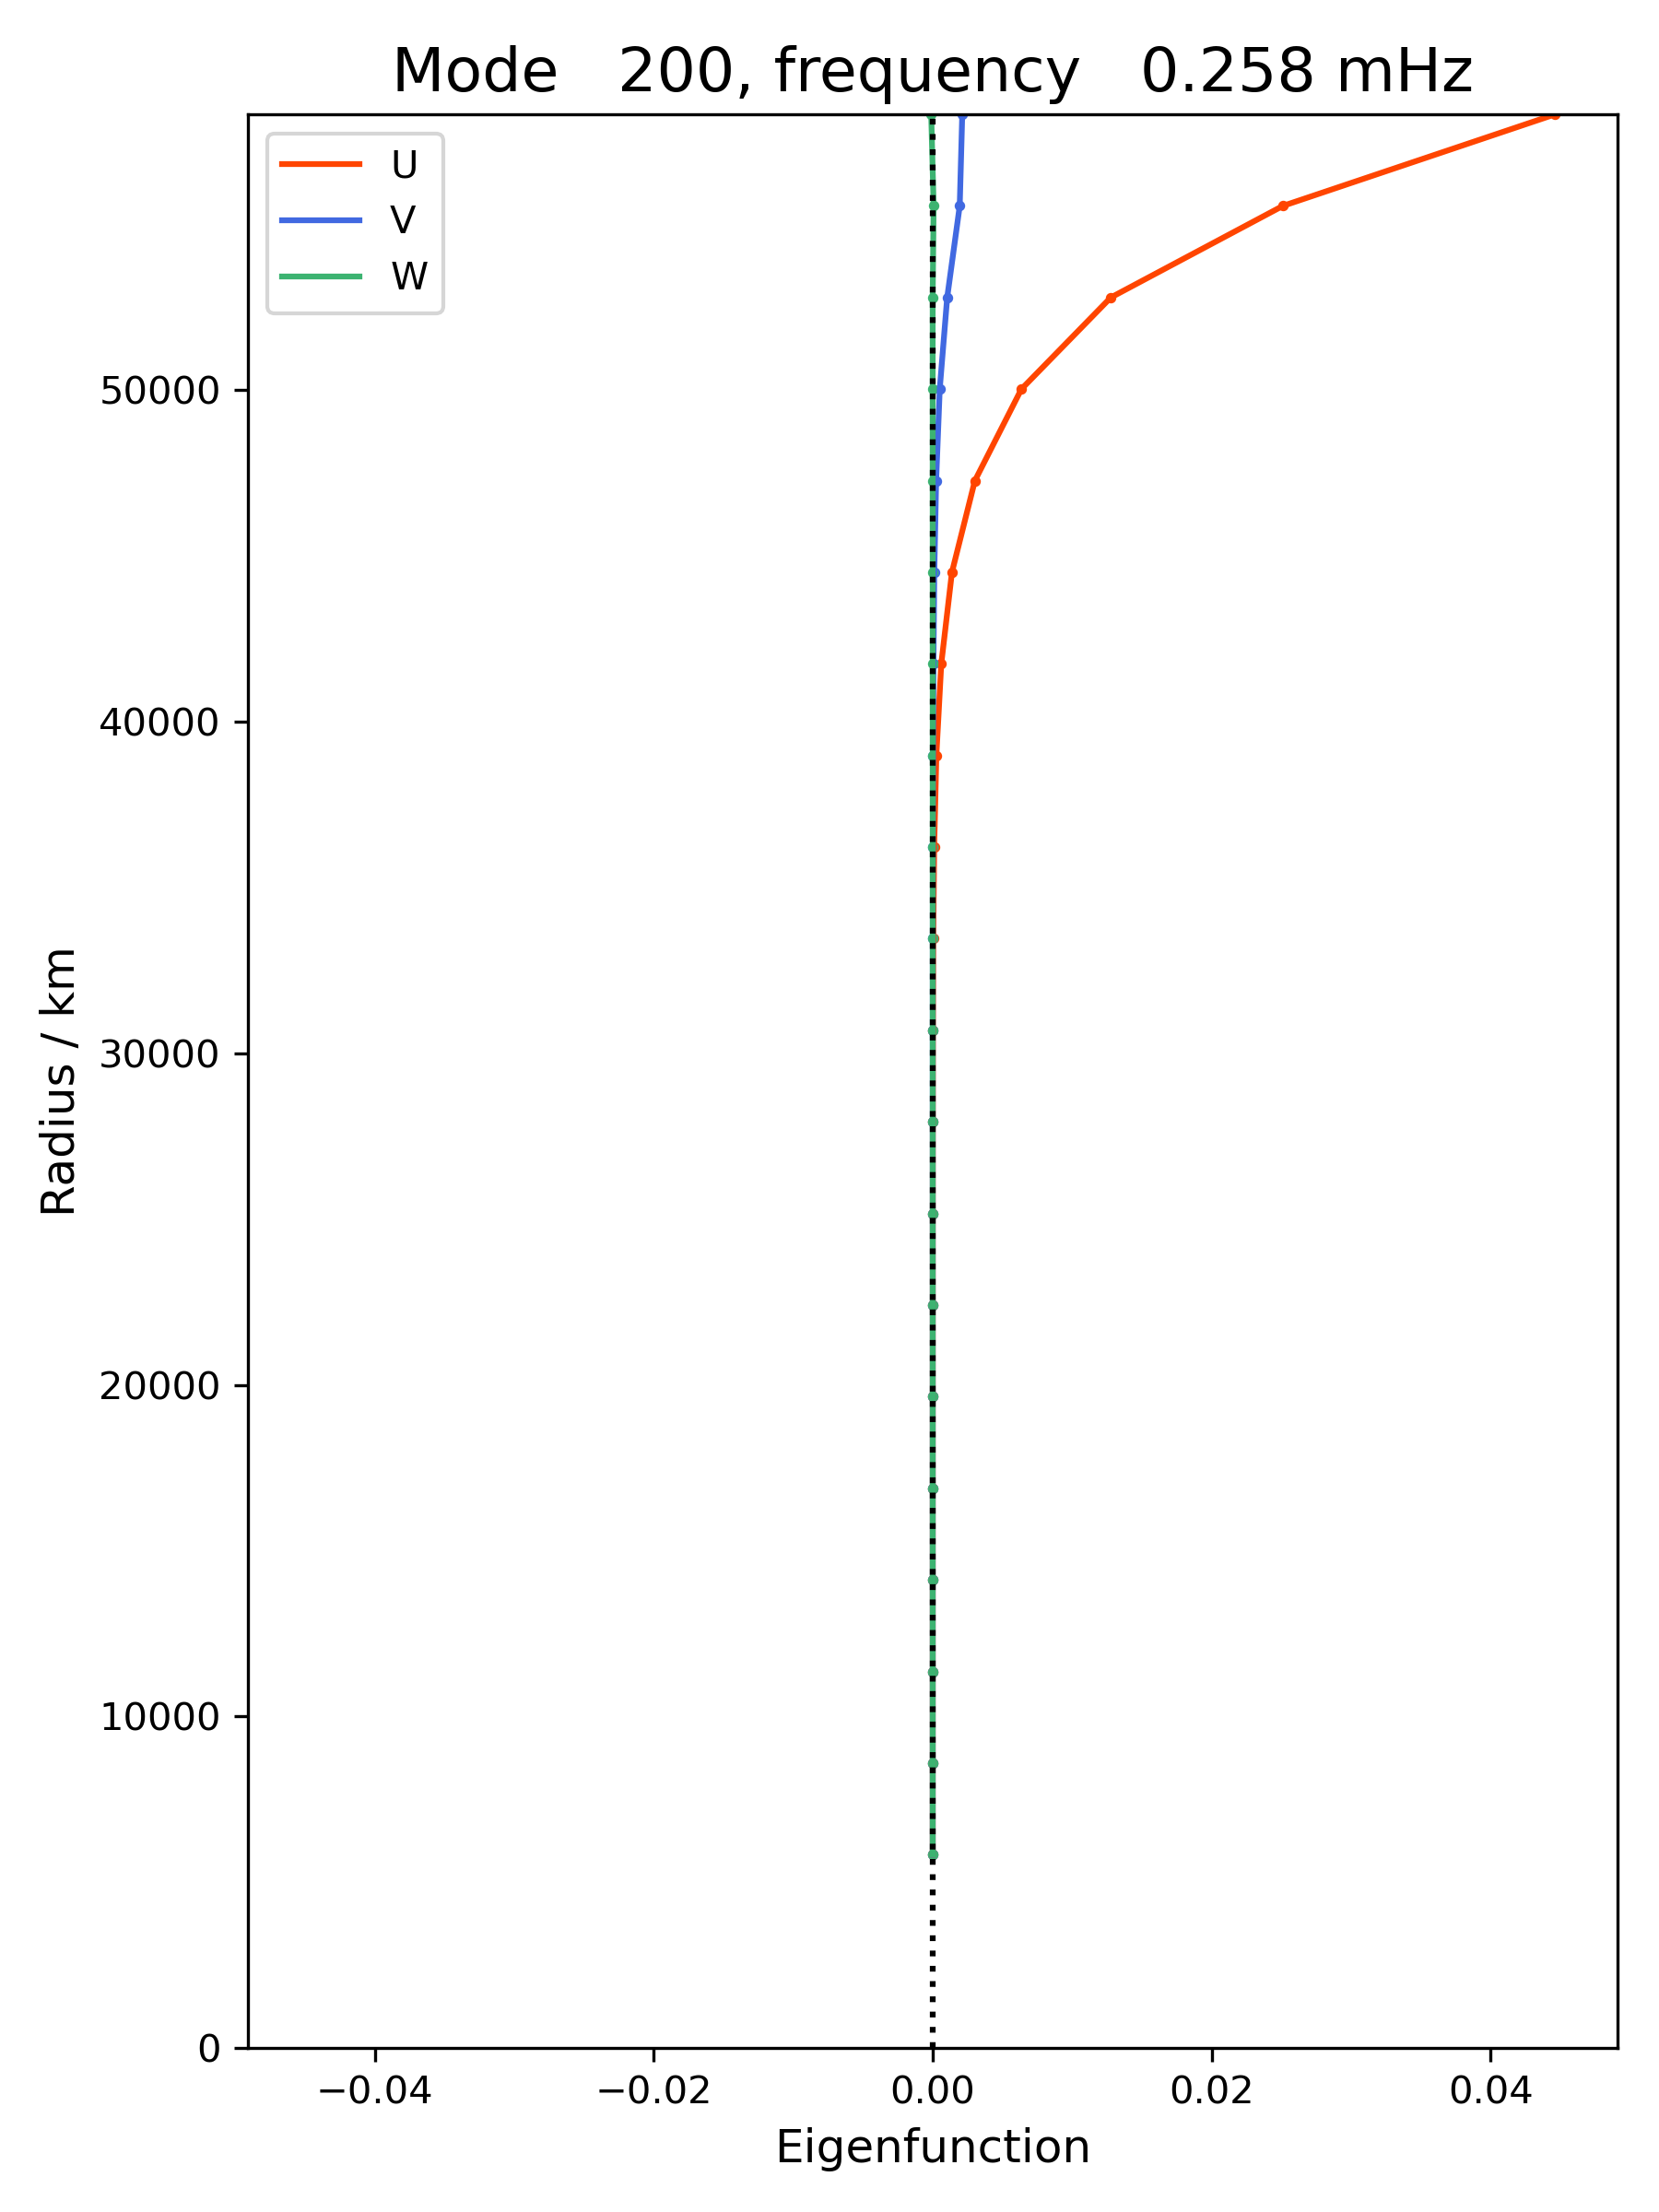 Mode 200, frequency 0.258 mHz
U
V
W
50000
40000
30000
20000
10000
0
Radius / km
−0.04 −0.02 0.00 0.02 0.04
Eigenfunction